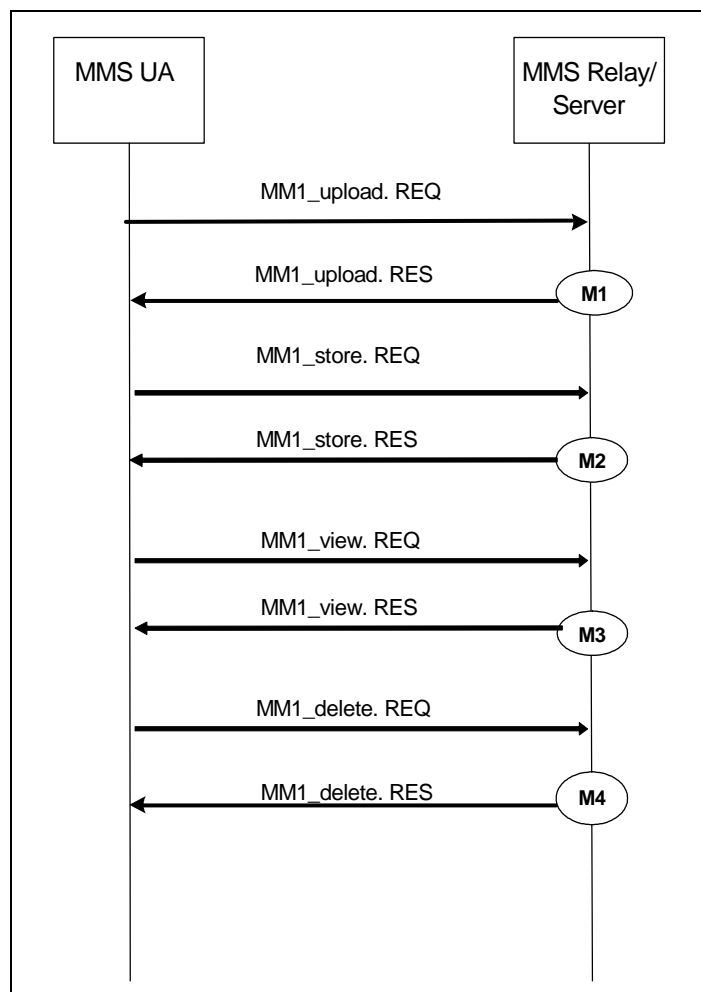 MMS UA
MMS Relay/
Server
MM1_upload. REQ
MM1_upload. RES
M1
MM1_store. REQ
MM1_store. RES
M2
MM1_view. REQ
MM1_view. RES
M3
MM1_delete. REQ
MM1_delete. RES
M4